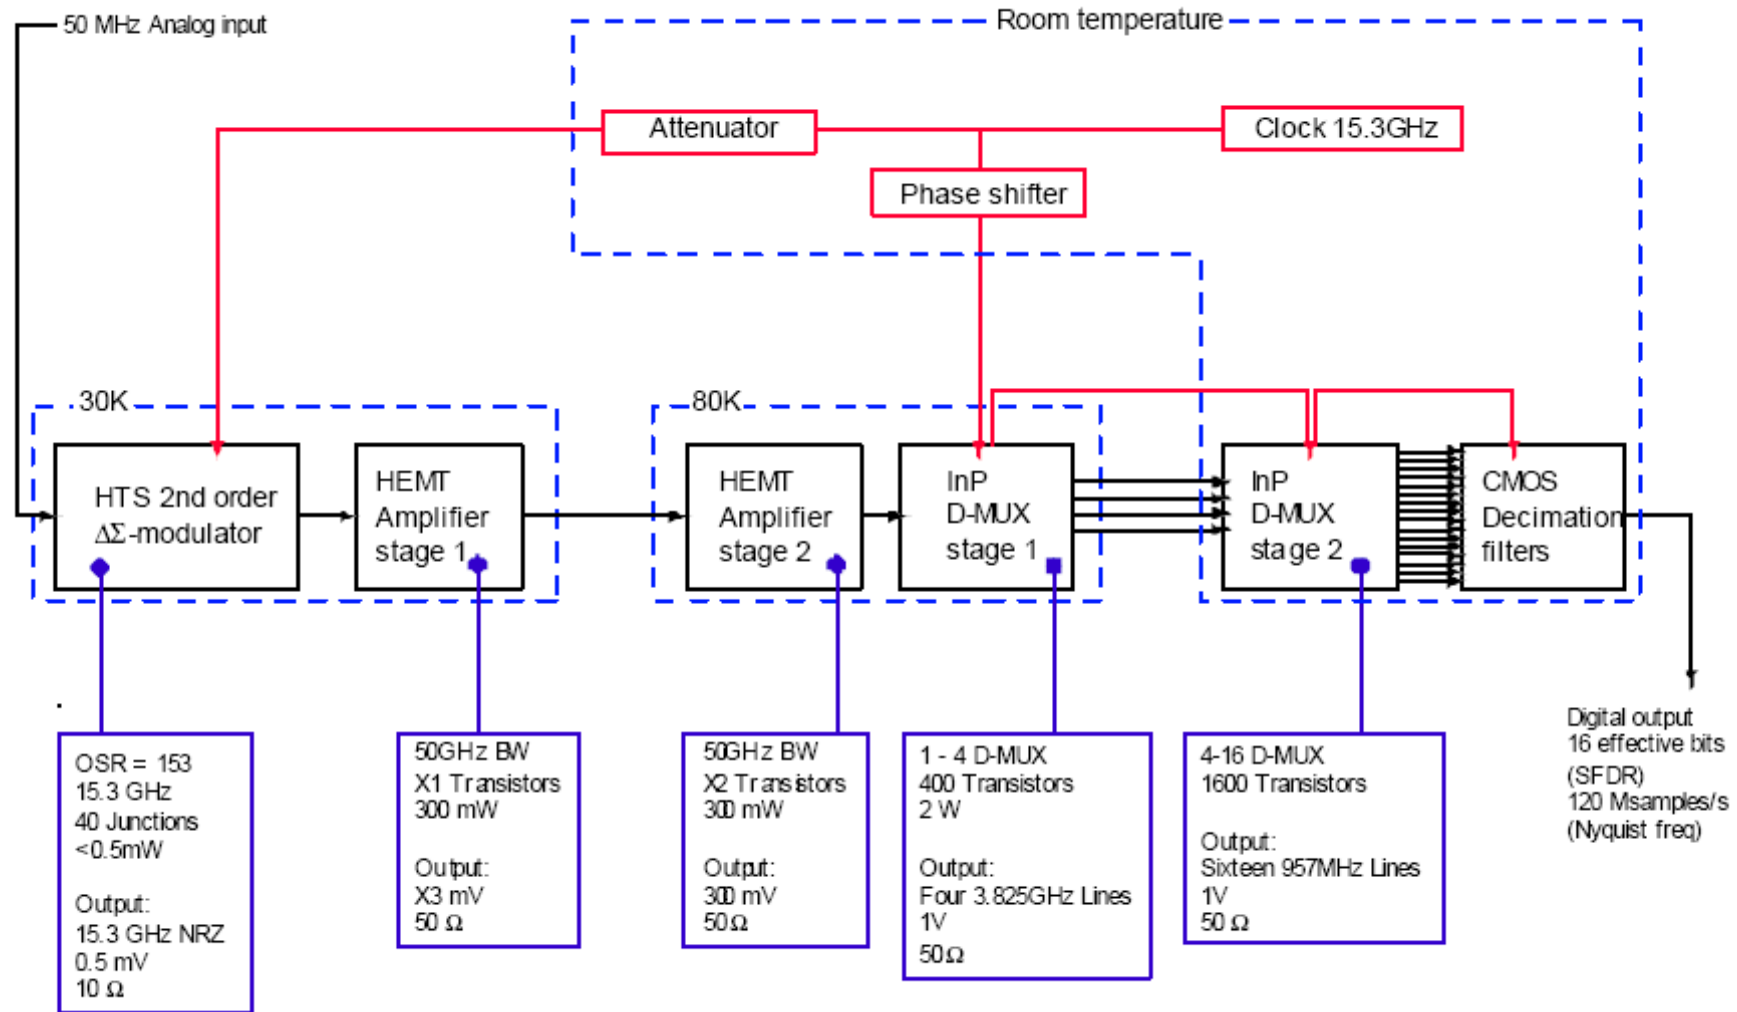 50 MHz Analog input
Room temperature
Attenuator
Clock 15.3GHz
Phase shifter
30K
80K
HTS 2nd order
ΔΣ-modulator
HEMT
Amplifier
stage 1
HEMT
Amplifier
stage 2
InP
D-MUX
stage 1
InP
D-MUX
stage 2
CMOS
Decimation
filters
OSR = 153
15.3 GHz
40 Junctions
<0.5mW
Output:
15.3 GHz NRZ
0.5 mV
10 Ω
50GHz BW
X1 Transistors
300 mW
Output:
X3 mV
50 Ω
50GHz BW
X2 Transistors
300 mW
Output:
300 mV
50 Ω
1 - 4 D-MUX
400 Transistors
2 W
Output:
Four 3.825GHz Lines
1V
50 Ω
4-16 D-MUX
1600 Transistors
Output:
Sixteen 957MHz Lines
1V
50 Ω
Digital output
16 effective bits
(SFDR)
120 Msamples/s
(Nyquist freq)